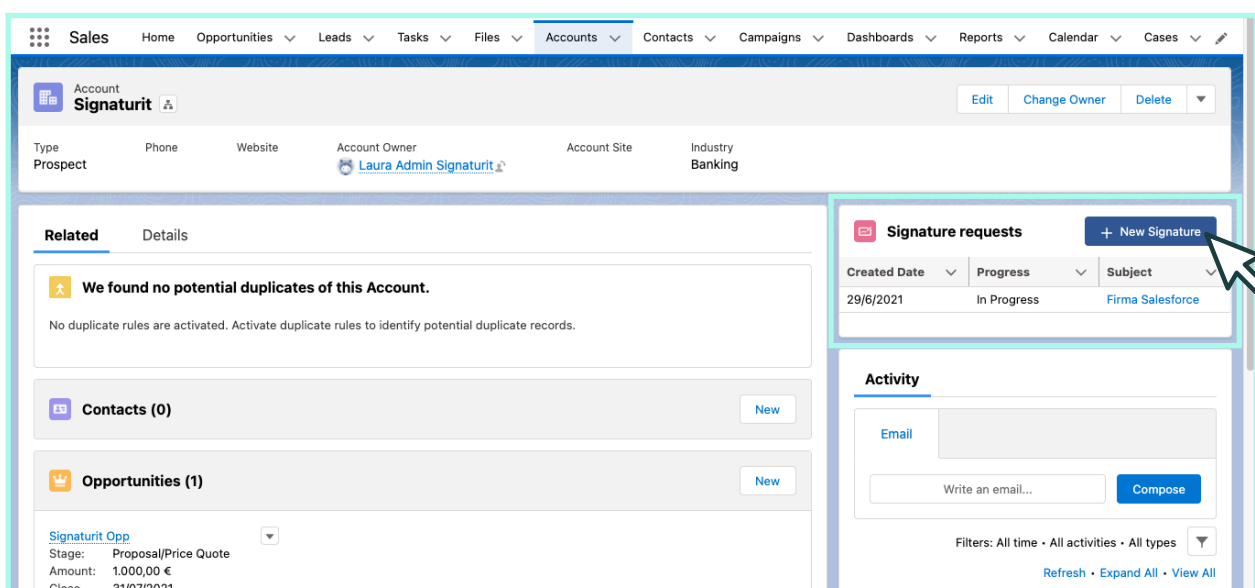 Sales Home Opportunities Leads Tasks Files Accounts Contacts Campaigns Dashboards Reports Calendar Cases
Account
Signaturit
Edit Change Owner Delete
Type Phone Website Account Owner Account Site Industry
Prospect Laura Admin Signaturit Banking
Related Details
We found no potential duplicates of this Account.
No duplicate rules are activated. Activate duplicate rules to identify potential duplicate records.
Contacts (0) New
Opportunities (1) New
Signaturit Opp
Stage: Proposal/Price Quote
Amount: 1.000,00 €
Close 31/07/2021
Signature requests + New Signature
Created Date Progress Subject
29/6/2021 In Progress Firma Salesforce
Activity
Email
Write an email... Compose
Filters: All time • All activities • All types
Refresh • Expand All • View All